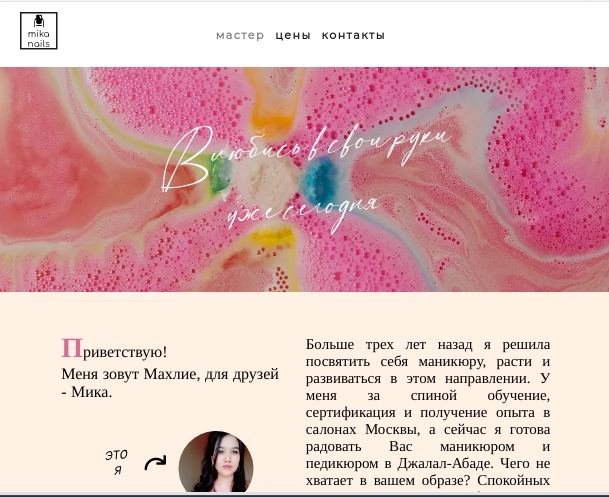 mika
nails
мастер цены контакты
Влюбись в свои руки
уже сегодня
Приветствую!
Меня зовут Махлие, для друзей
- Мика.
ЭТО
Я
Больше трех лет назад я решила
посвятить себя маникюру, расти и
развиваться в этом направлении. У
меня за спиной обучение,
сертификация и получение опыта в
салонах Москвы, а сейчас я готова
радовать Вас маникюром и
педикюром в Джалал-Абаде. Чего не
хватает в вашем образе? Спокойных